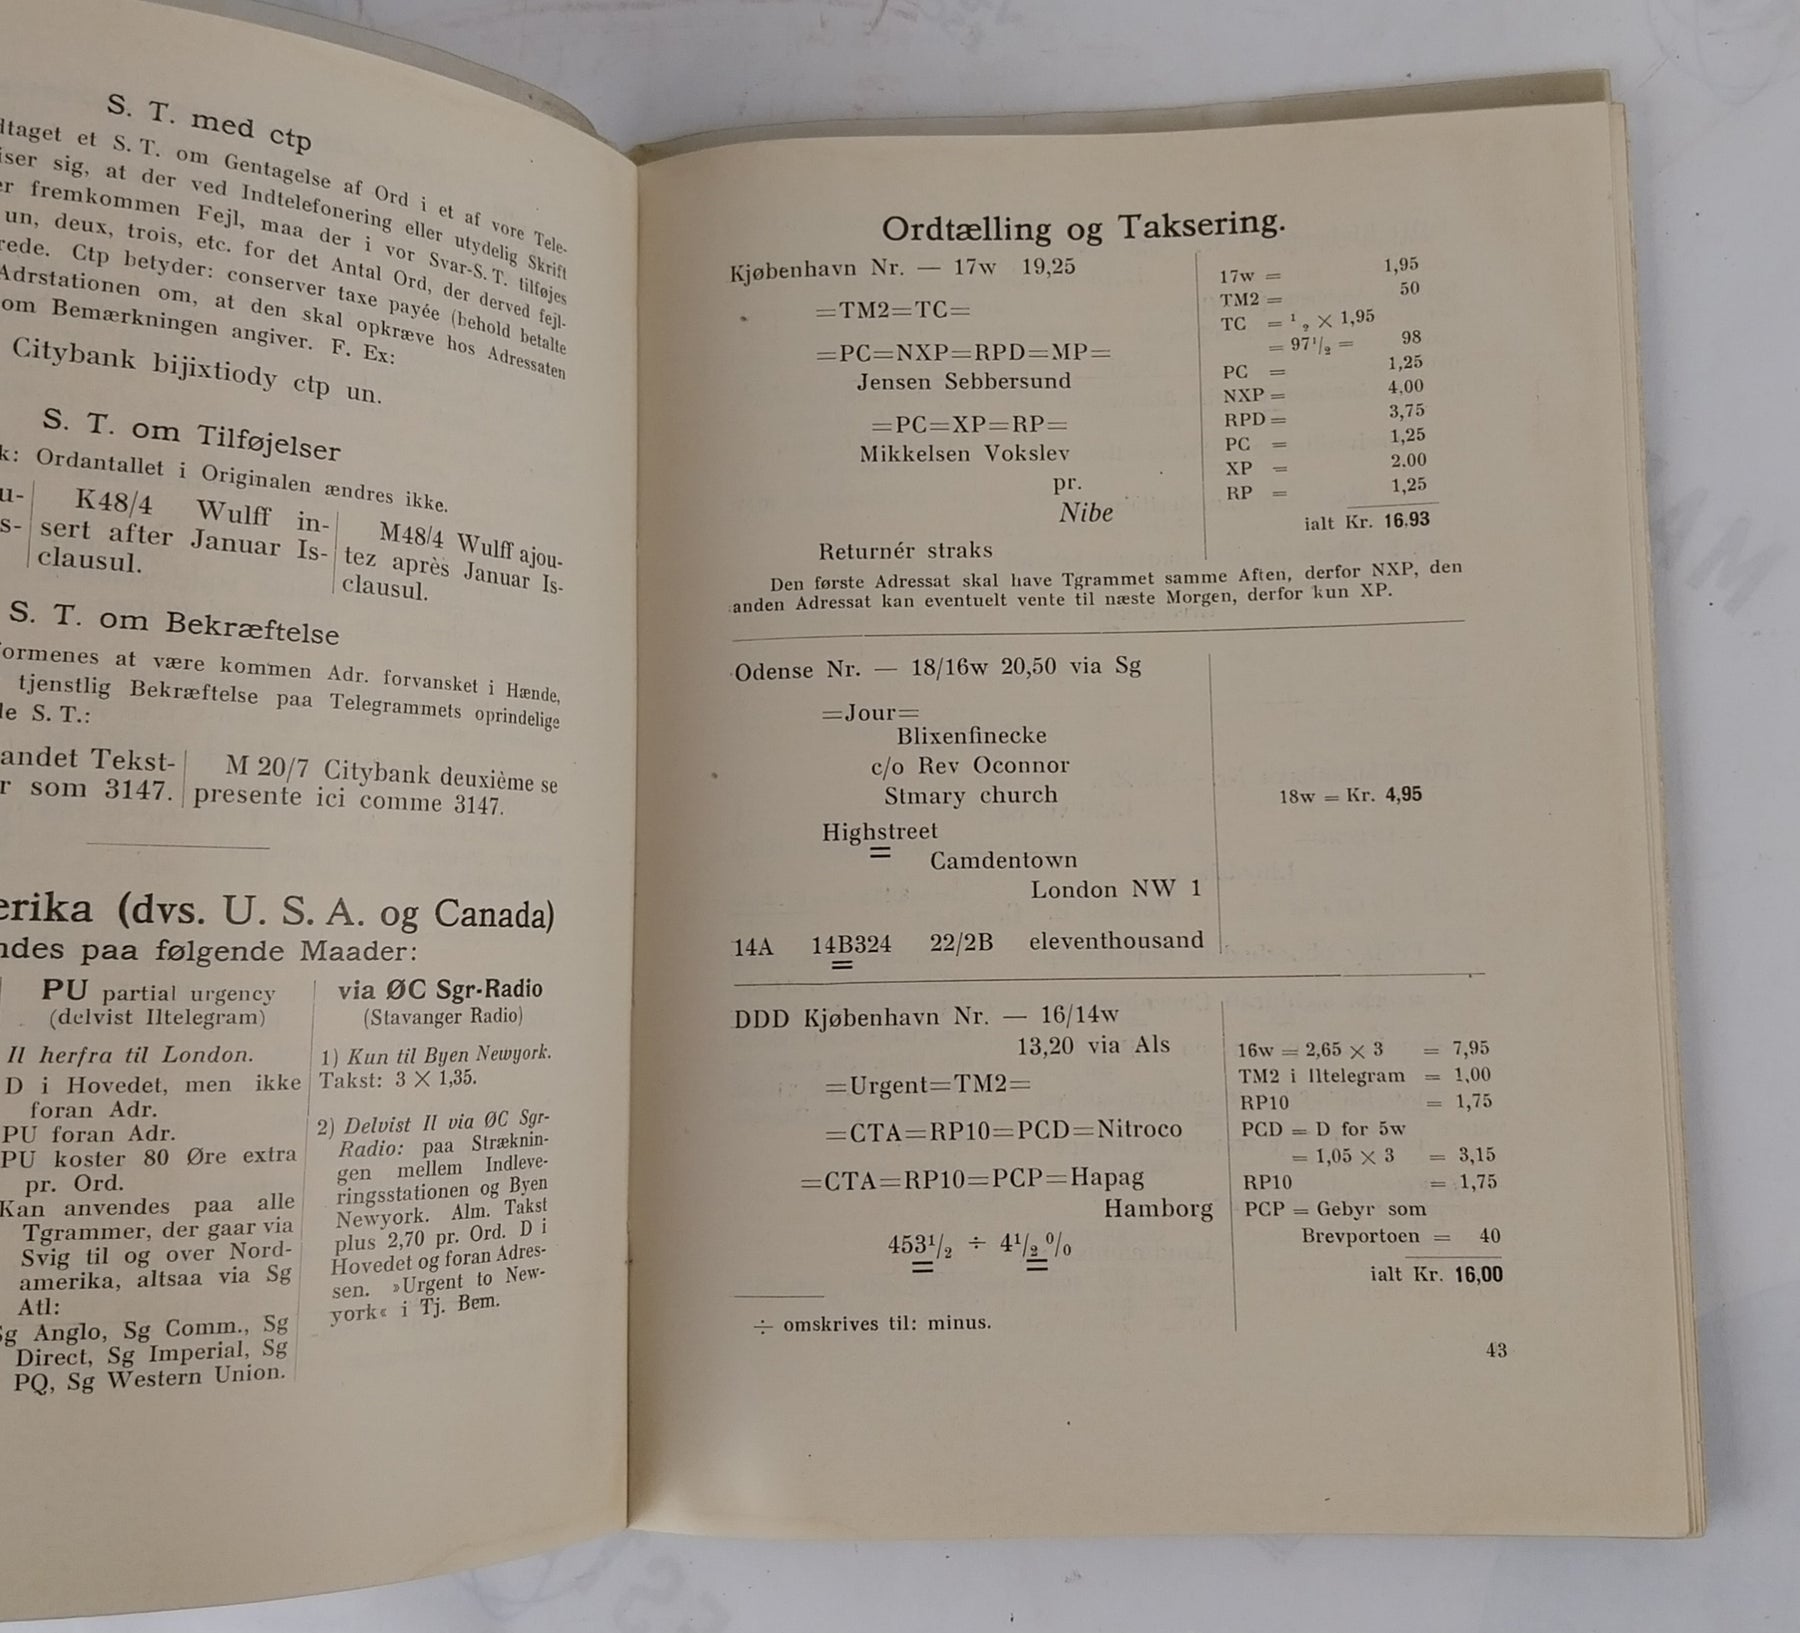 S. T. med ctp
et S. T. om Gentagelse af Ord i et af vore Tele-
sig, at der ved Indtelefonering eller utydelig Skrift
fremkommen Fejl, maa der i vor Svar-S. T. tilføjes
un, deux, trois, etc. for det Antal Ord, der derved fejl-
Ctp betyder: conserver taxe payée (behold betalte
Adrstationen om, at den skal opkræve hos Adressaten
om Bemærkningen angiver. F. Ex:
Citybank bijixtiody ctp un.
S. T. om Tilføjelser
Ordantallet i Originalen ændres ikke.
K48/4 Wulff in-
sert after Januar Is-
clausul.
M48/4 Wulff ajou-
tez après Januar Is-
clausul.
S. T. om Bekræftelse
formenes at være kommen Adr. forvansket i Hænde,
tjenstlig Bekræftelse paa Telegrammets oprindelige
S. T.:
andet Tekst-
som 3147.
M 20/7 Citybank deuxième se
presente ici comme 3147.
(dvs. U. S. A. og Canada)
paa følgende Maader:
PU partial urgency
(delvist Iltelegram)
Il herfra til London.
D i Hovedet, men ikke
foran Adr.
PU foran Adr.
PU koster 80 Øre extra
pr. Ord.
Kan anvendes paa alle
Tgrammer, der gaar via
Svig til og over Nord-
amerika, altsaa via Sg
Atl:
Sg Anglo, Sg Comm., Sg
Direct, Sg Imperial, Sg
PQ, Sg Western Union.
via ØC Sgr-Radio
(Stavanger Radio)
1) Kun til Byen Newyork.
Takst: 3 × 1,35.
2) Delvist Il via ØC Sgr-
Radio: paa Stræknin-
gen mellem Indleve-
ringsstationen og Byen
Newyork. Alm. Takst
plus 2,70 pr. Ord. D i
Hovedet og foran Adres-
sen. »Urgent to New-
york« i Tj. Bem.
Ordtælling og Taksering.
Kjøbenhavn Nr. — 17w 19,25
=TM2=TC=
=PC=NXP=RPD=MP=
Jensen Sebbersund
=PC=XP=RP=
Mikkelsen Vokslev
pr.
Nibe
Returnér straks
17w = 1,95
TM2 = 50
TC = ½ × 1,95
= 97½ = 98
PC = 1,25
NXP = 4,00
RPD = 3,75
PC = 1,25
XP = 2.00
RP = 1,25
ialt Kr. 16,93
Den første Adressat skal have Tgrammet samme Aften, derfor NXP, den
anden Adressat kan eventuelt vente til næste Morgen, derfor kun XP.
Odense Nr. — 18/16w 20,50 via Sg
=Jour=
Blixenfinecke
c/o Rev Oconnor
Stmary church
Highstreet
Camdentown
London NW 1
14A 14B324 22/2B eleventhousand
18w = Kr. 4,95
DDD Kjøbenhavn Nr. — 16/14w
13,20 via Als
=Urgent=TM2=
=CTA=RP10=PCD=Nitroco
=CTA=RP10=PCP=Hapag
Hamborg
453½ ÷ 4½ %
÷ omskrives til: minus.
16w = 2,65 × 3 = 7,95
TM2 i Iltelegram = 1,00
RP10 = 1,75
PCD = D for 5w
= 1,05 × 3 = 3,15
RP10 = 1,75
PCP = Gebyr som
Brevportoen = 40
ialt Kr. 16,00
43